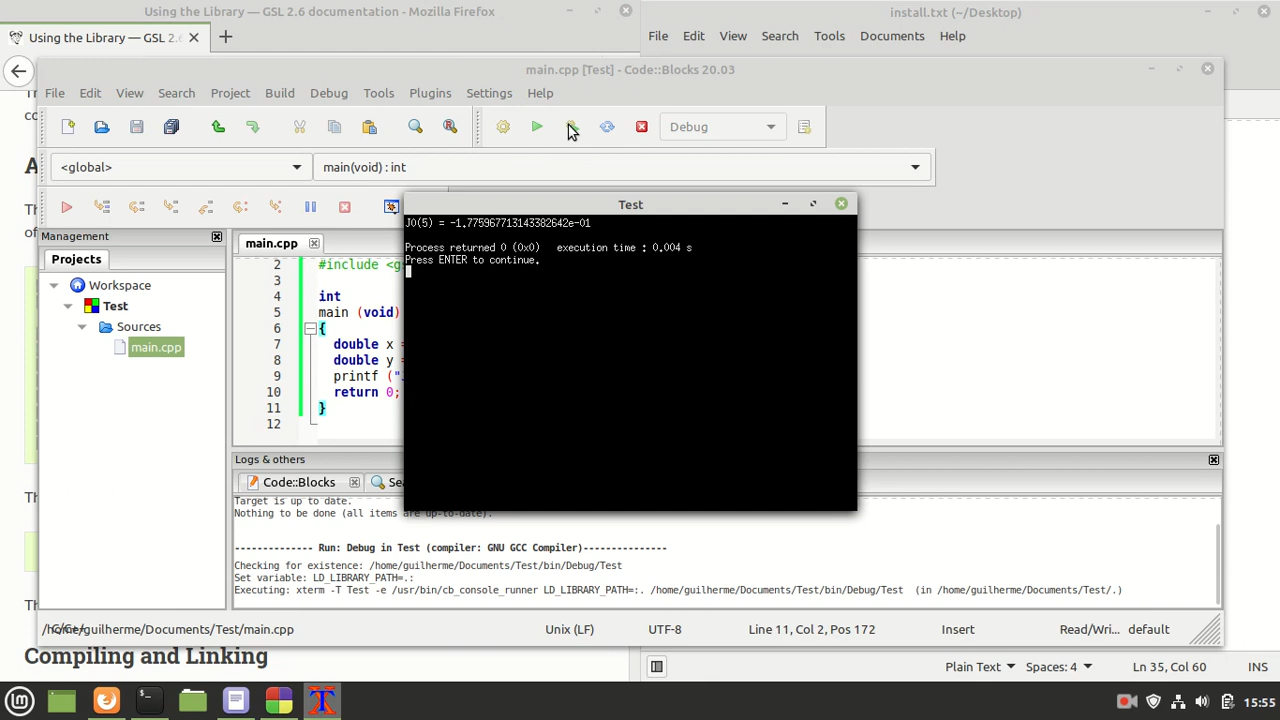 Using the Library — GSL 2.6 documentation - Mozilla Firefox
install.txt (~/Desktop)
Using the Library — GSL 2.6
File Edit View Search Tools Documents Help
main.cpp [Test] - Code::Blocks 20.03
File Edit View Search Project Build Debug Tools Plugins Settings Help
Debug
<global>
main(void) : int
Test
J0(5) = -1.775967713143382642e-01
Process returned 0 (0x0) execution time : 0.004 s
Press ENTER to continue.
Management
Projects
Workspace
Test
Sources
main.cpp
main.cpp
2 #include <g
3
4 int
5 main (void)
6 {
7 double x =
8 double y =
9 printf ("
10 return 0;
11 }
12
Logs & others
Code::Blocks
Sea
Target is up to date.
Nothing to be done (all items are up-to-date).
------------- Run: Debug in Test (compiler: GNU GCC Compiler)---------------
Checking for existence: /home/guilherme/Documents/Test/bin/Debug/Test
Set variable: LD_LIBRARY_PATH=.:
Executing: xterm -T Test -e /usr/bin/cb_console_runner LD_LIBRARY_PATH=:. /home/guilherme/Documents/Test/bin/Debug/Test (in /home/guilherme/Documents/Test/.)
guilherme/Documents/Test/main.cpp
Unix (LF)
UTF-8
Line 11, Col 2, Pos 172
Insert
Read/Wri...
default
Compiling and Linking
Plain Text
Spaces: 4
Ln 35, Col 60
INS
15:55